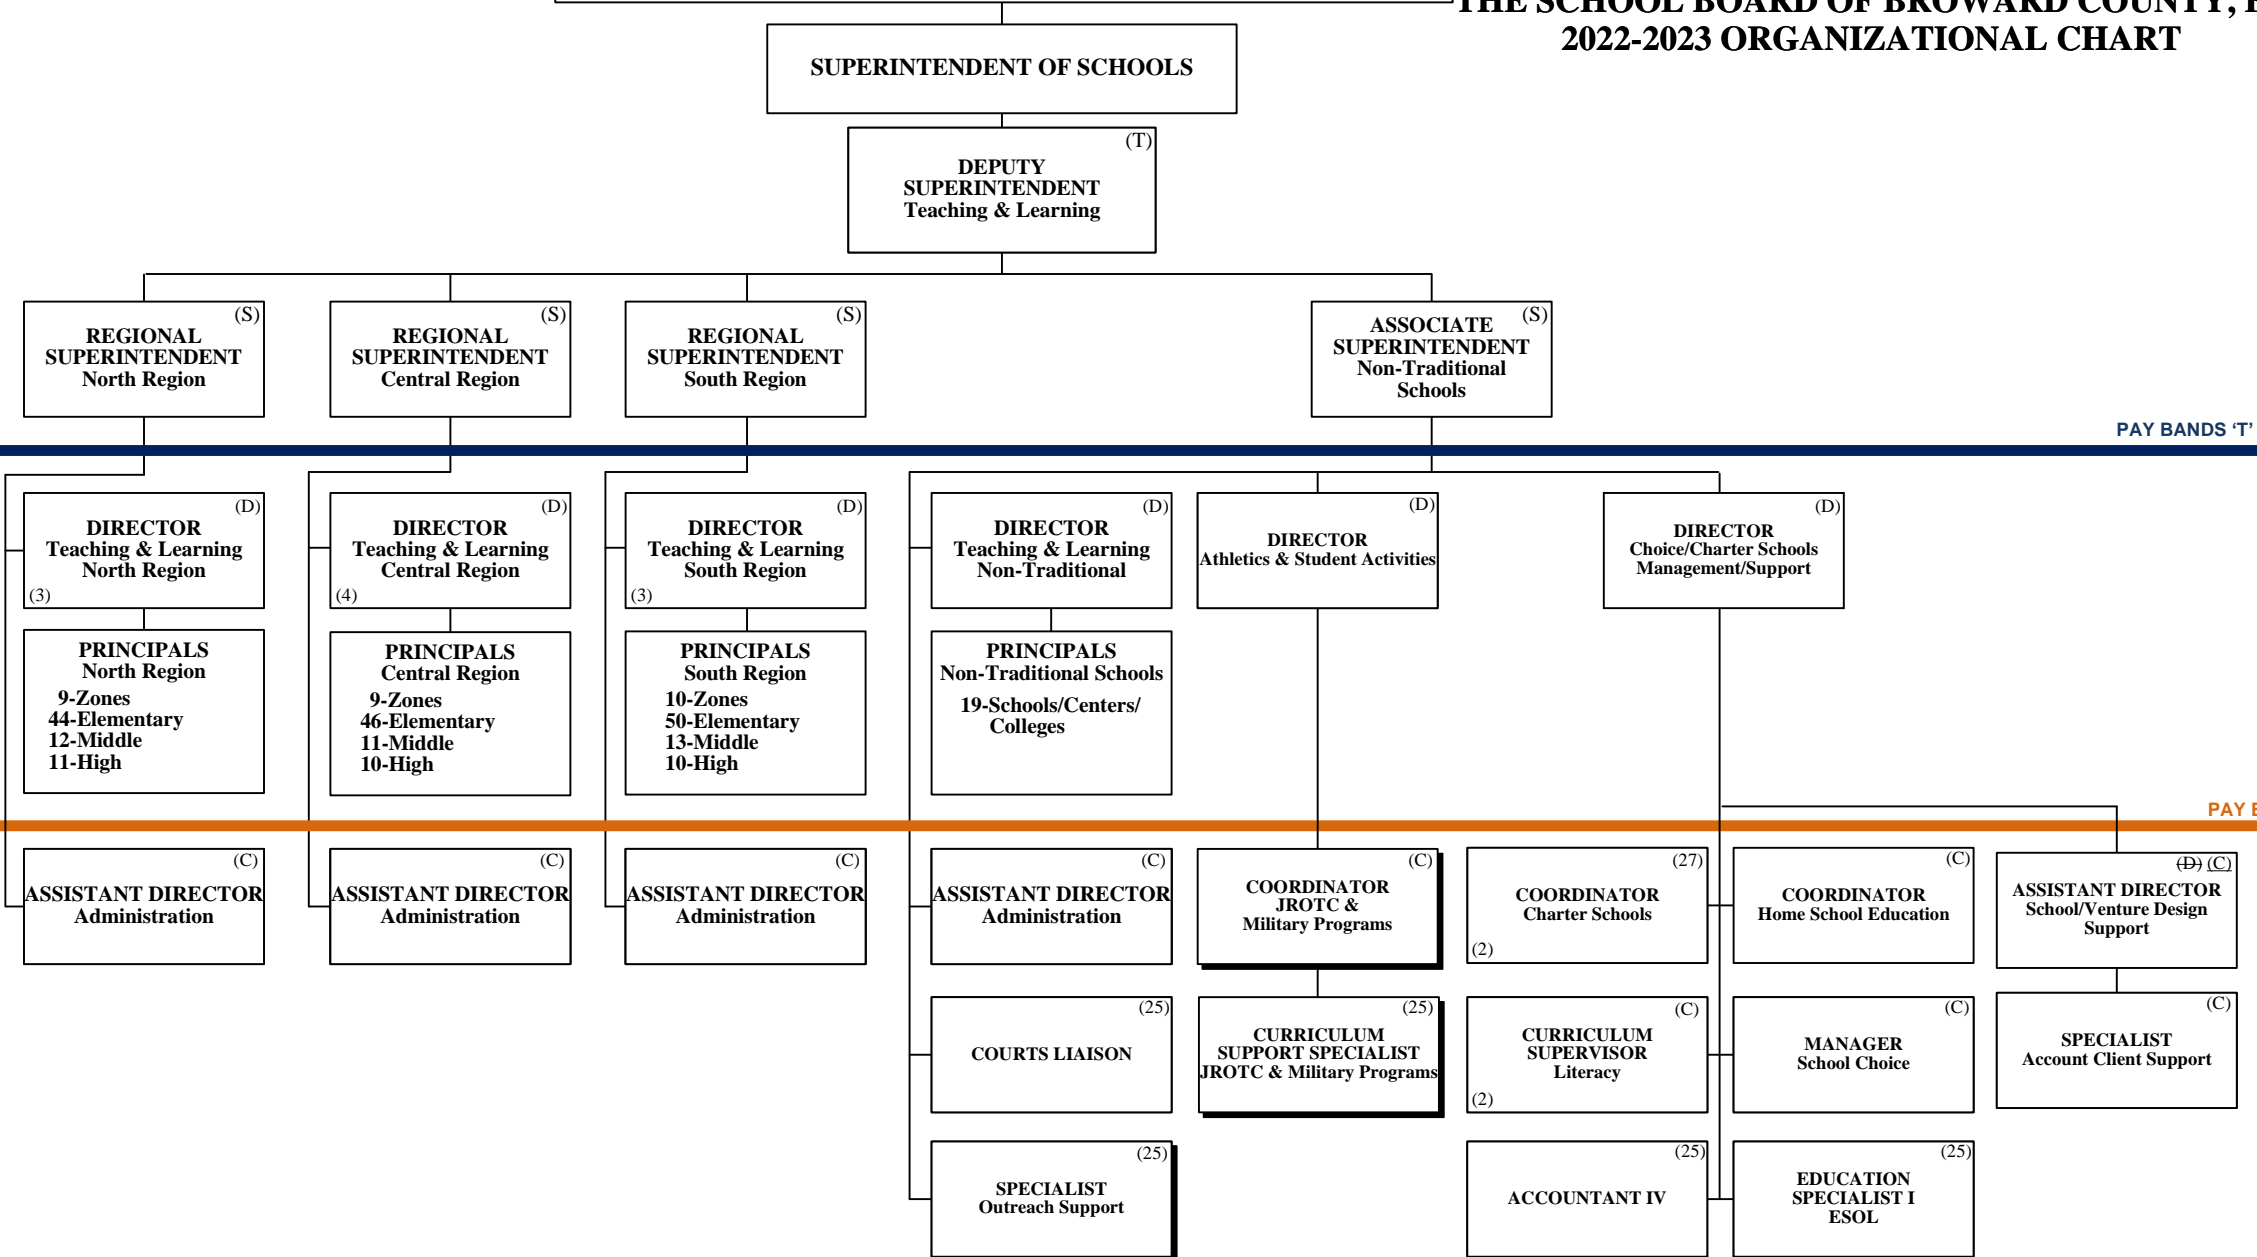 THE SCHOOL BOARD OF BROWARD COUNTY,
2022-2023 ORGANIZATIONAL CHART
SUPERINTENDENT OF SCHOOLS
(T)
DEPUTY
SUPERINTENDENT
Teaching & Learning
(S)
REGIONAL
SUPERINTENDENT
North Region
(S)
REGIONAL
SUPERINTENDENT
Central Region
(S)
REGIONAL
SUPERINTENDENT
South Region
(S)
ASSOCIATE
SUPERINTENDENT
Non-Traditional
Schools
PAY BANDS ‘T’
(D)
DIRECTOR
Teaching & Learning
North Region
(3)
(D)
DIRECTOR
Teaching & Learning
Central Region
(4)
(D)
DIRECTOR
Teaching & Learning
South Region
(3)
(D)
DIRECTOR
Teaching & Learning
Non-Traditional
(D)
DIRECTOR
Athletics & Student Activities
(D)
DIRECTOR
Choice/Charter Schools
Management/Support
PRINCIPALS
North Region
9-Zones
44-Elementary
12-Middle
11-High
PRINCIPALS
Central Region
9-Zones
46-Elementary
11-Middle
10-High
PRINCIPALS
South Region
10-Zones
50-Elementary
13-Middle
10-High
PRINCIPALS
Non-Traditional Schools
19-Schools/Centers/
Colleges
PAY
(C)
ASSISTANT DIRECTOR
Administration
(C)
ASSISTANT DIRECTOR
Administration
(C)
ASSISTANT DIRECTOR
Administration
(C)
ASSISTANT DIRECTOR
Administration
(C)
COORDINATOR
JROTC &
Military Programs
(27)
COORDINATOR
Charter Schools
(2)
(C)
COORDINATOR
Home School Education
(D) (C)
ASSISTANT DIRECTOR
School/Venture Design
Support
(25)
COURTS LIAISON
(25)
CURRICULUM
SUPPORT SPECIALIST
JROTC & Military Programs
(C)
CURRICULUM
SUPERVISOR
Literacy
(2)
(C)
MANAGER
School Choice
(C)
SPECIALIST
Account Client Support
(25)
SPECIALIST
Outreach Support
(25)
ACCOUNTANT IV
(25)
EDUCATION
SPECIALIST I
ESOL